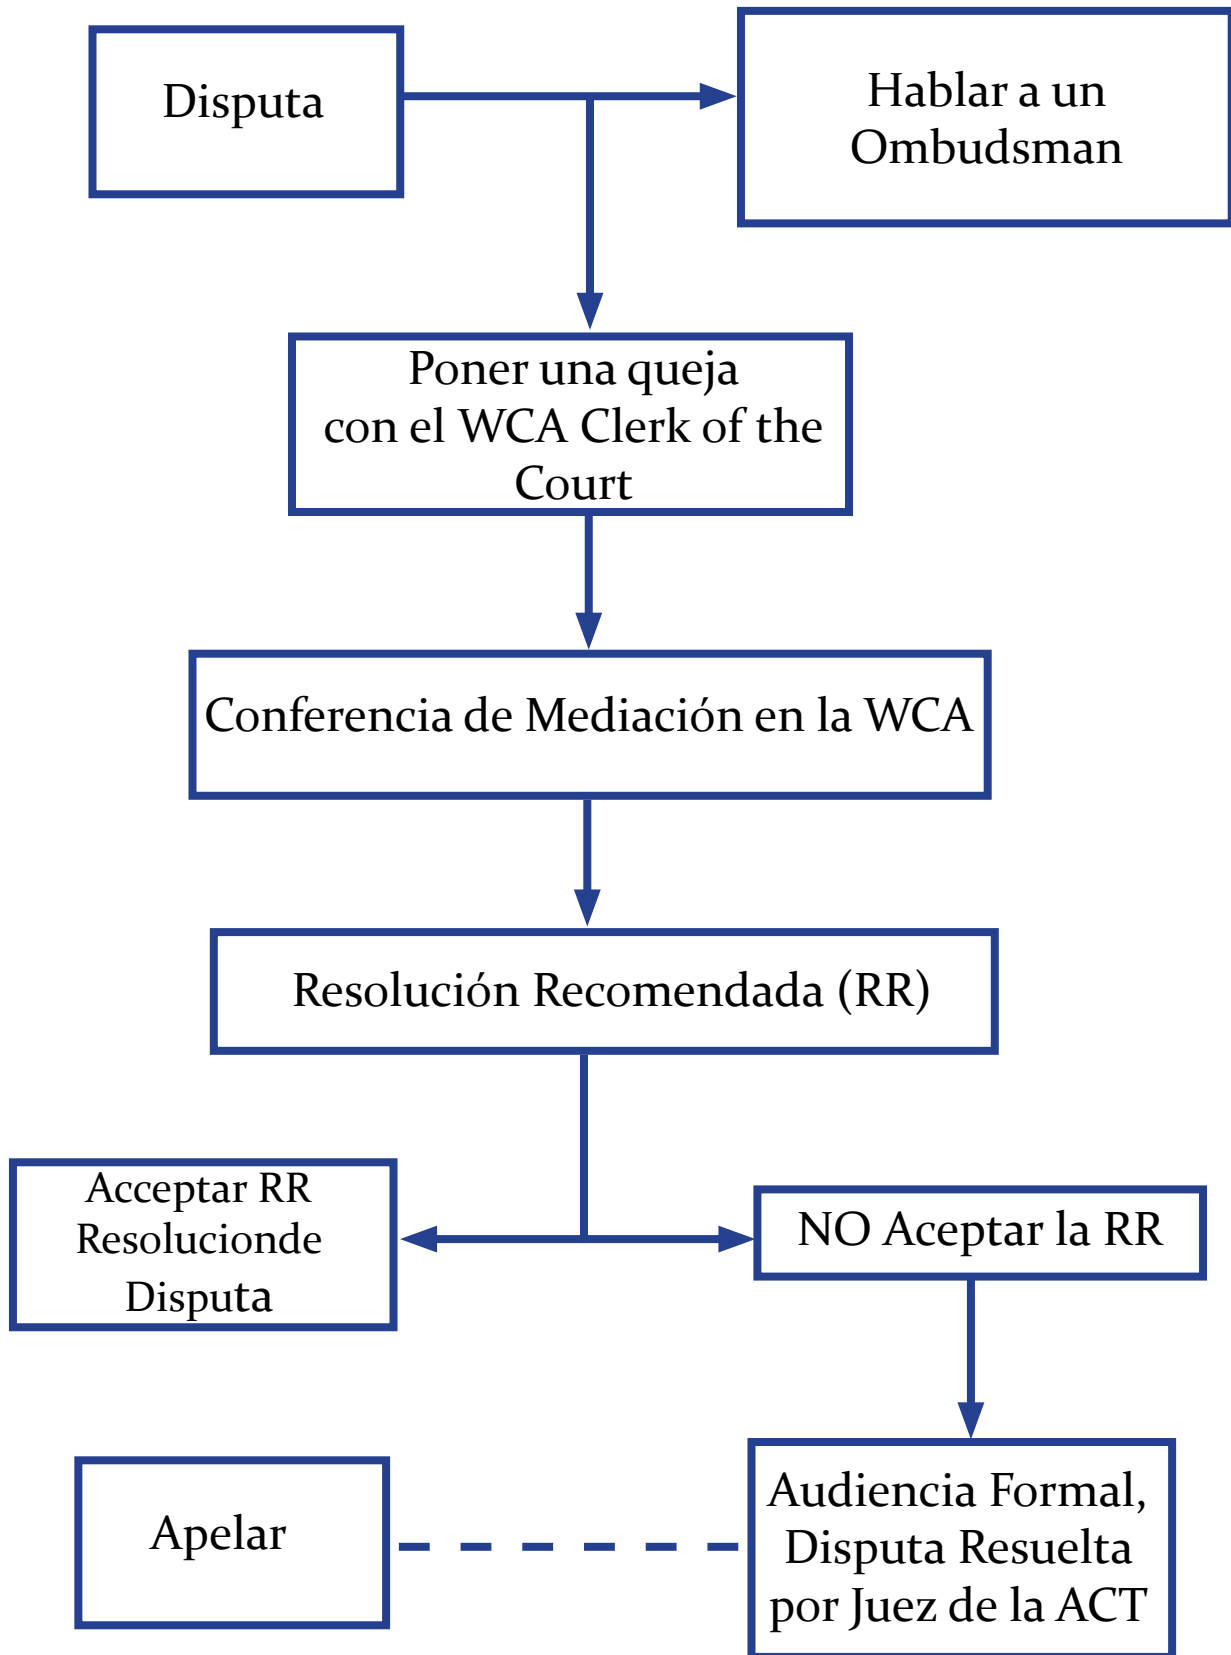 Disputa
Hablar a un
Ombudsman
Poner una queja
con el WCA Clerk of the
Court
Conferencia de Mediación en la WCA
Resolución Recomendada (RR)
Acceptar RR
Resolucionde
Disputa
NO Aceptar la RR
Apelar
Audiencia Formal,
Disputa Resuelta
por Juez de la ACT